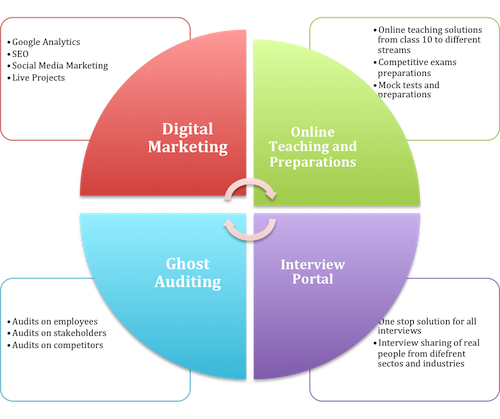 • Google Analytics
• SEO
• Social Media Marketing
• Live Projects
Digital
Marketing
• Online teaching solutions
from class 10 to different
streams
• Competitive exams
preparations
• Mock tests and
preparations
Online
Teaching and
Preparations
Ghost
Auditing
• Audits on employees
• Audits on stakeholders
• Audits on competitors
Interview
Portal
One stop solution for all
interviews
• Interview sharing of real
people from dififrent
sectos and industries